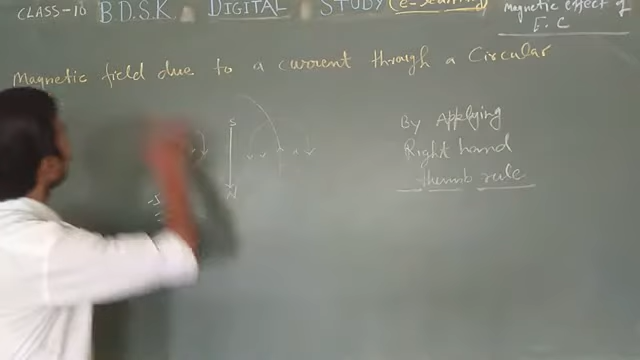 CLASS-10 B.D.S.K. DIGITAL STUDY (e-learning)
Magnetic effect of E.C
Magnetic field due to a current through a Circular
By Applying
Right hand
thumb rule
S
N